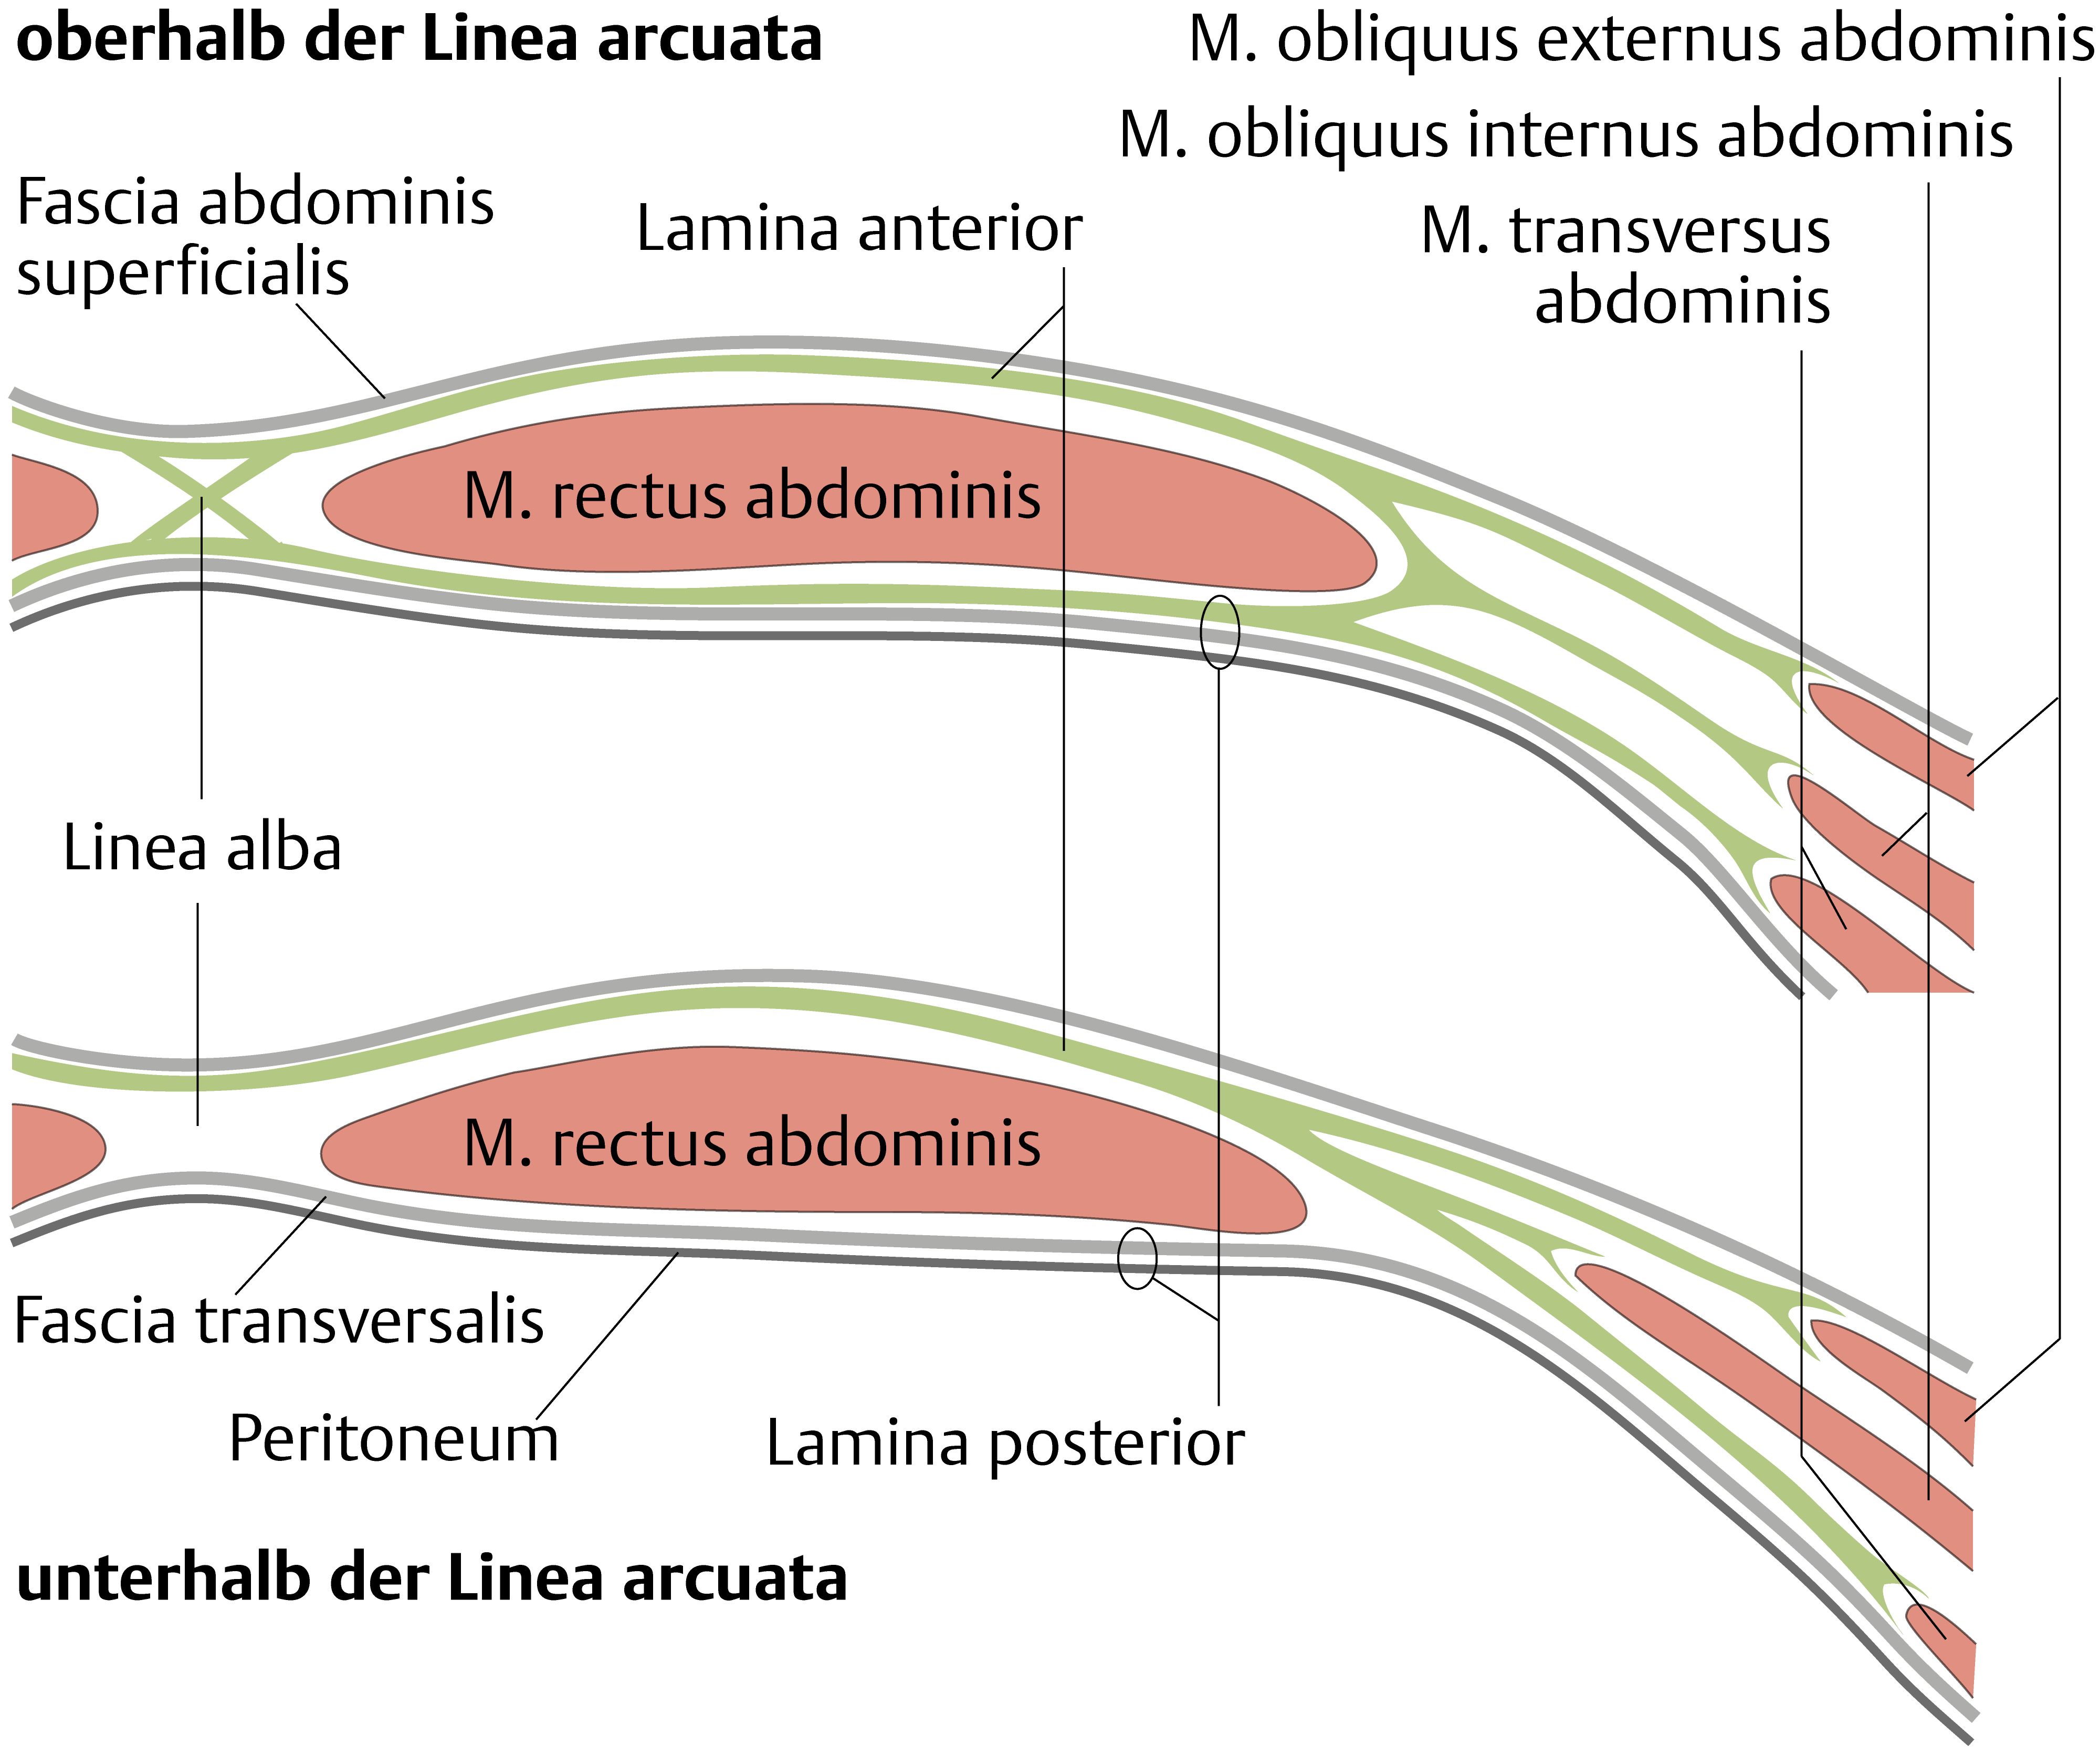 oberhalb der Linea arcuata
M. obliquus externus abdominis
M. obliquus internus abdominis
Fascia abdominis
superficialis
Lamina anterior
M. transversus
abdominis
M. rectus abdominis
Linea alba
M. rectus abdominis
Fascia transversalis
Peritoneum
Lamina posterior
unterhalb der Linea arcuata